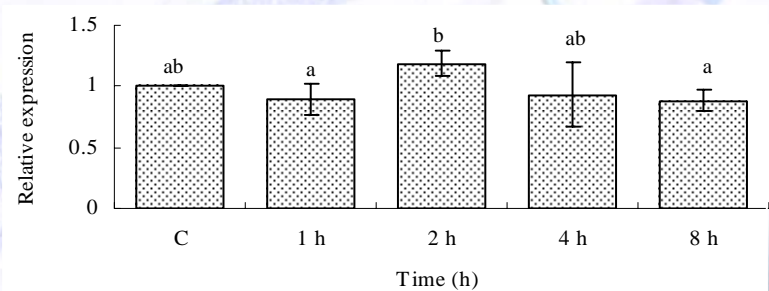 1.5
1
0.5
0
Relative expression
ab
a
b
ab
a
C
1 h
2 h
4 h
8 h
Time (h)